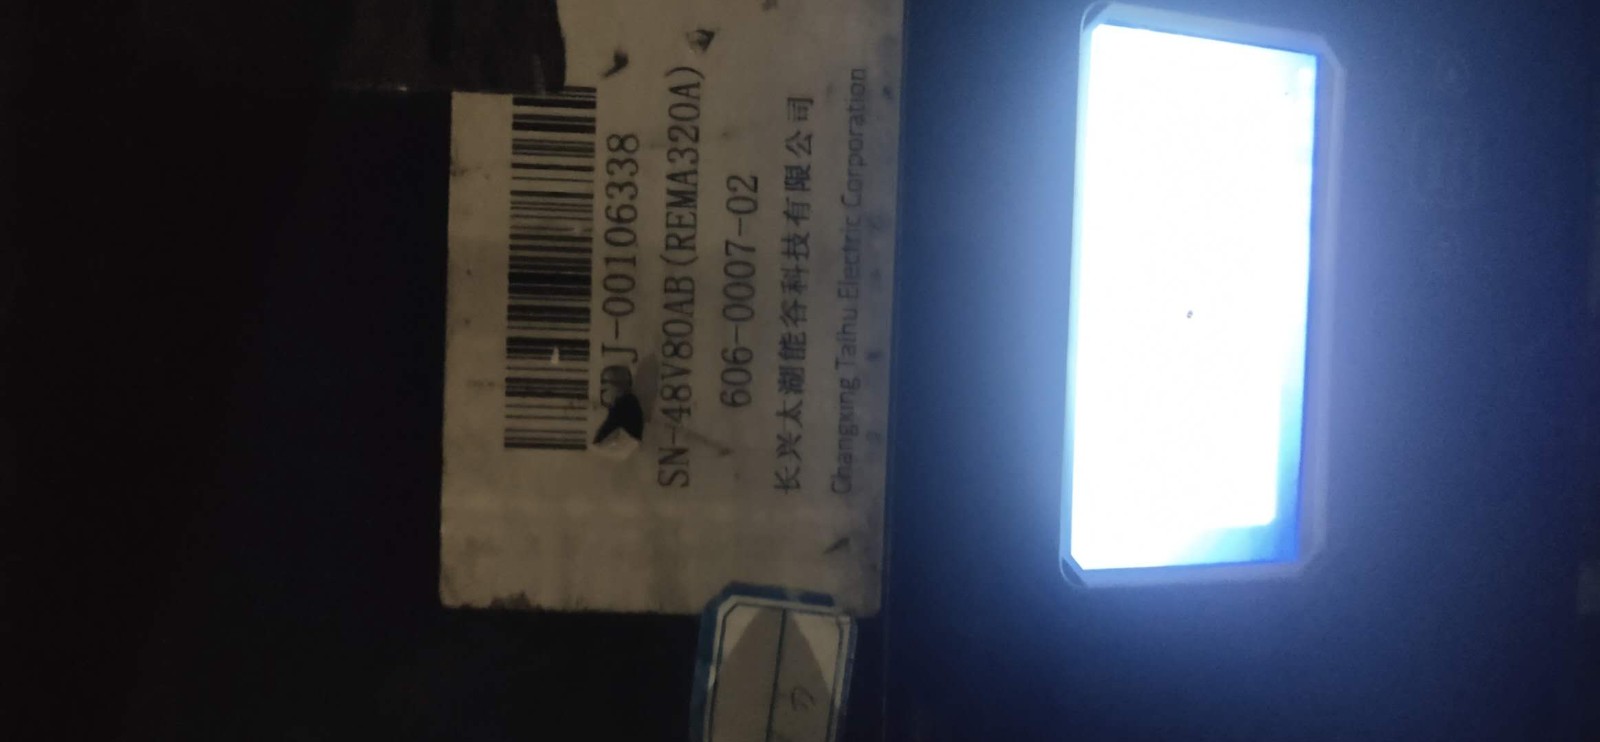 CDJ-00106338
SN-48V80AB(REMA320A)
606-0007-02
长兴太湖能谷科技有限公司
Changxing Taihu Electric Corporation